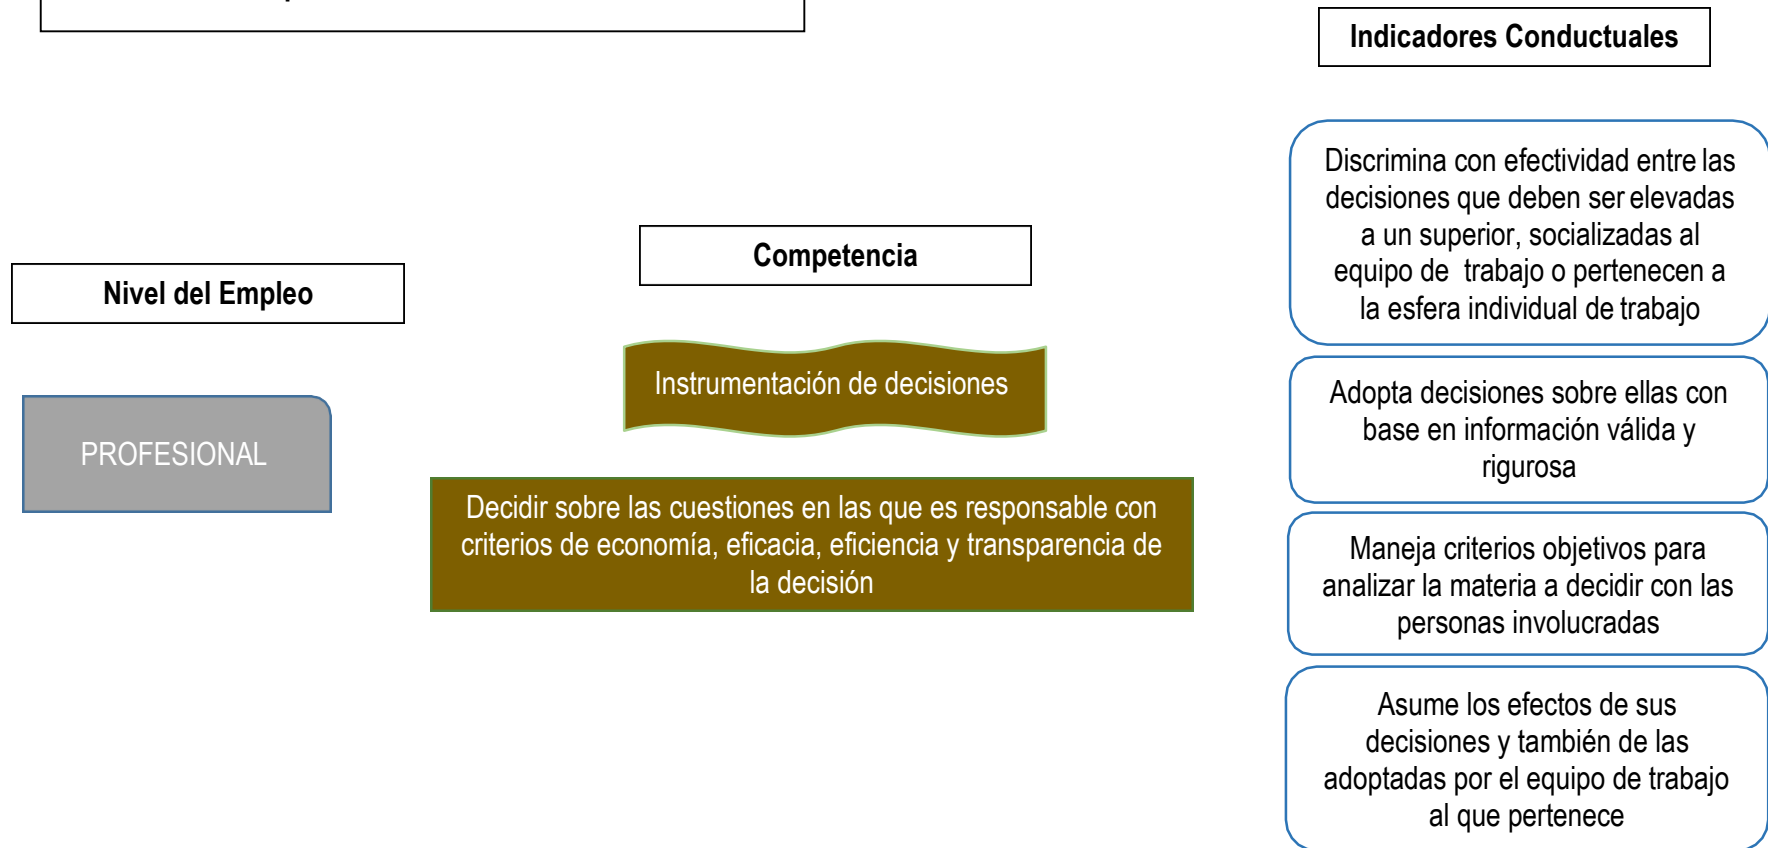 Indicadores Conductuales
Discrimina con efectividad entre las
decisiones que deben ser elevadas
a un superior, socializadas al
equipo de trabajo o pertenecen a
la esfera individual de trabajo
Competencia
Nivel del Empleo
Instrumentación de decisiones
Adopta decisiones sobre ellas con
base en información válida y
rigurosa
PROFESIONAL
Decidir sobre las cuestiones en las que es responsable con
criterios de economía, eficacia, eficiencia y transparencia de
la decisión
Maneja criterios objetivos para
analizar la materia a decidir con las
personas involucradas
Asume los efectos de sus
decisiones y también de las
adoptadas por el equipo de trabajo
al que pertenece